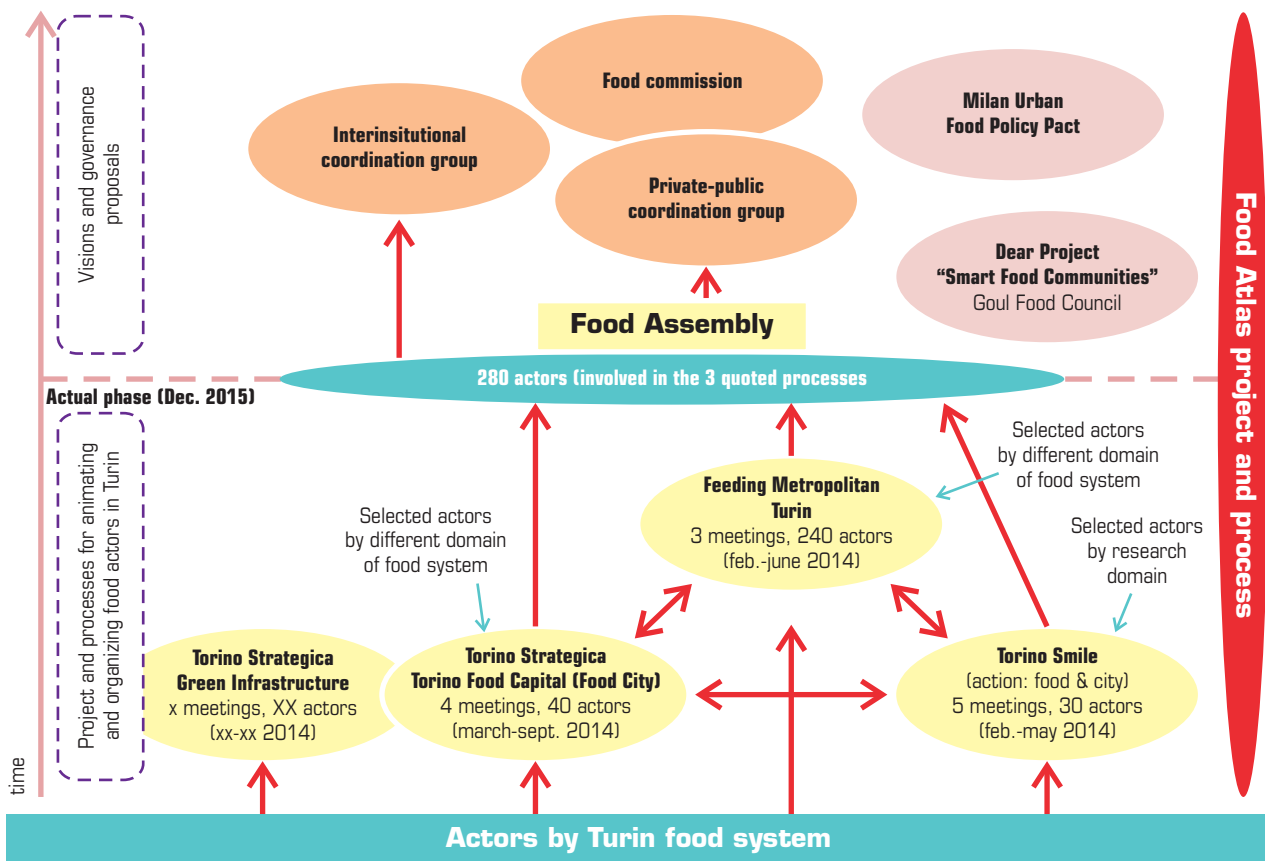 Food commission
Interinsitutional
coordination group
Milan Urban
Food Policy Pact
Private-public
coordination group
Dear Project
“Smart Food Communities”
Goul Food Council
Visions and governance
proposals
Food Assembly
280 actors (involved in the 3 quoted processes
Actual phase (Dec. 2015)
Food Atlas project and process
Selected actors
by different domain
of food system
Feeding Metropolitan
Turin
3 meetings, 240 actors
(feb.-june 2014)
Selected actors
by different domain
of food system
Selected actors
by research
domain
Project and processes for animating
and organizing food actors in Turin
Torino Strategica
Green Infrastructure
x meetings, XX actors
(xx-xx 2014)
Torino Strategica
Torino Food Capital (Food City)
4 meetings, 40 actors
(march-sept. 2014)
Torino Smile
(action: food & city)
5 meetings, 30 actors
(feb.-may 2014)
time
Actors by Turin food system